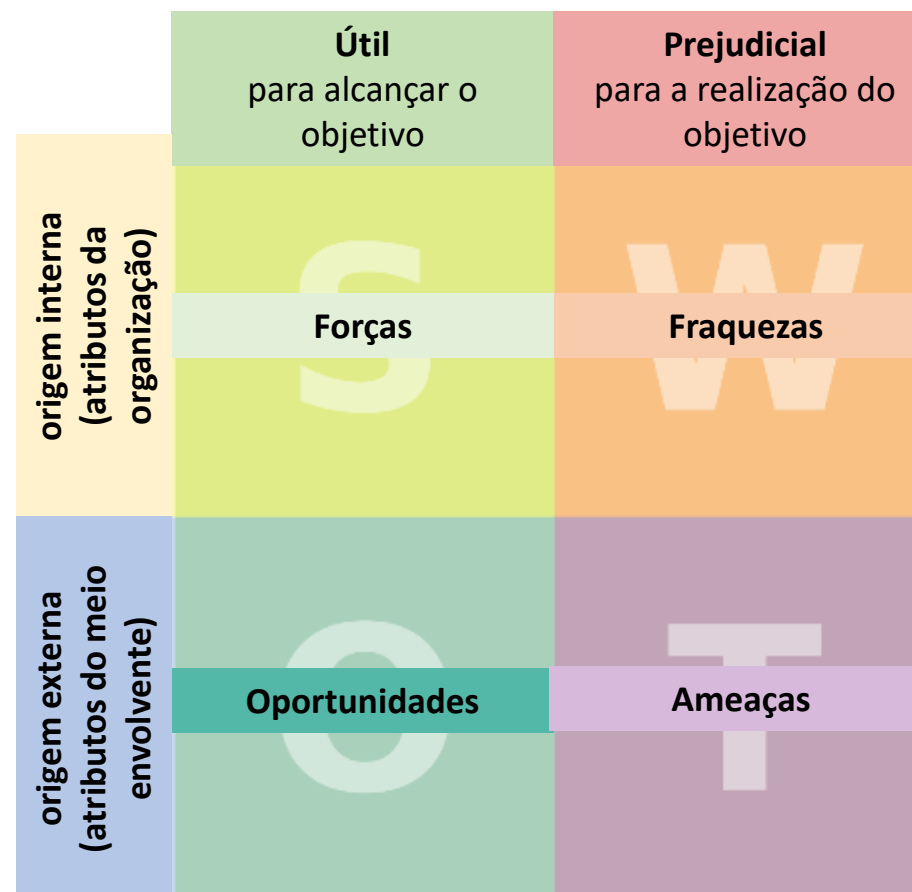 Útil
para alcançar o
objetivo
Prejudicial
para a realização do
objetivo
origem interna
(atributos da
organização)
S
Forças
W
Fraquezas
origem externa
(atributos do meio
envolvente)
O
Oportunidades
T
Ameaças